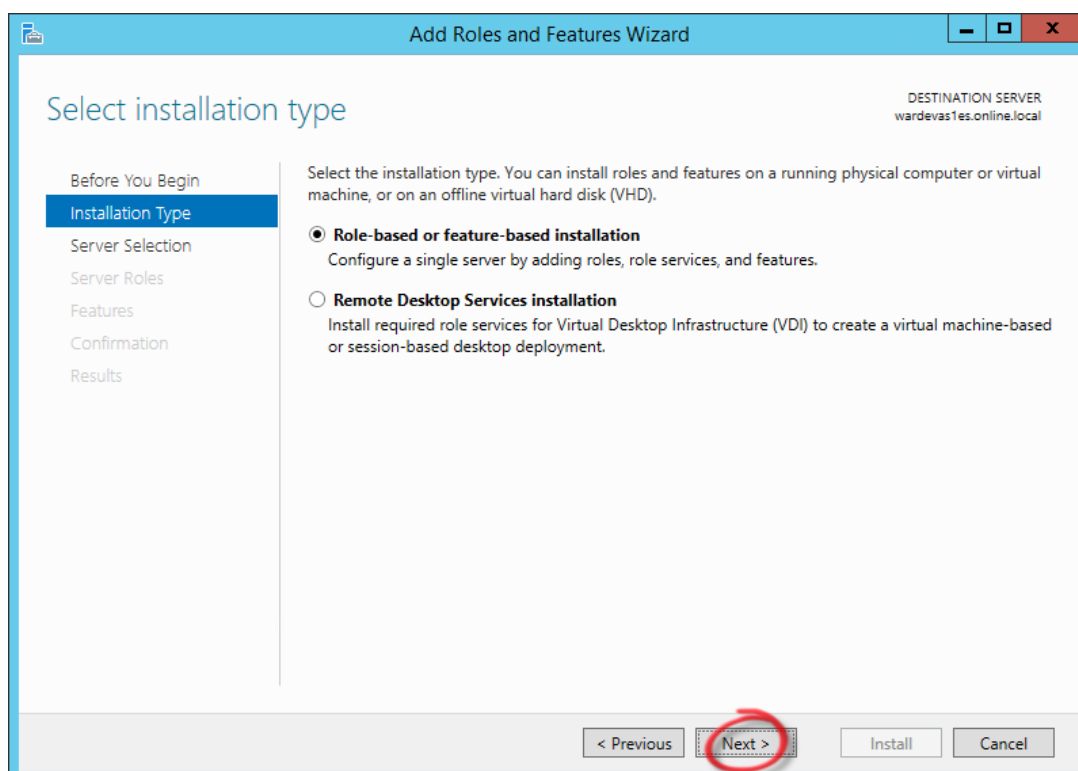 Add Roles and Features Wizard
Select installation type
DESTINATION SERVER
wardevas1es.online.local
Before You Begin
Installation Type
Server Selection
Server Roles
Features
Confirmation
Results
Select the installation type. You can install roles and features on a running physical computer or virtual
machine, or on an offline virtual hard disk (VHD).
Role-based or feature-based installation
Configure a single server by adding roles, role services, and features.
Remote Desktop Services installation
Install required role services for Virtual Desktop Infrastructure (VDI) to create a virtual machine-based
or session-based desktop deployment.
< Previous
Next >
Install
Cancel